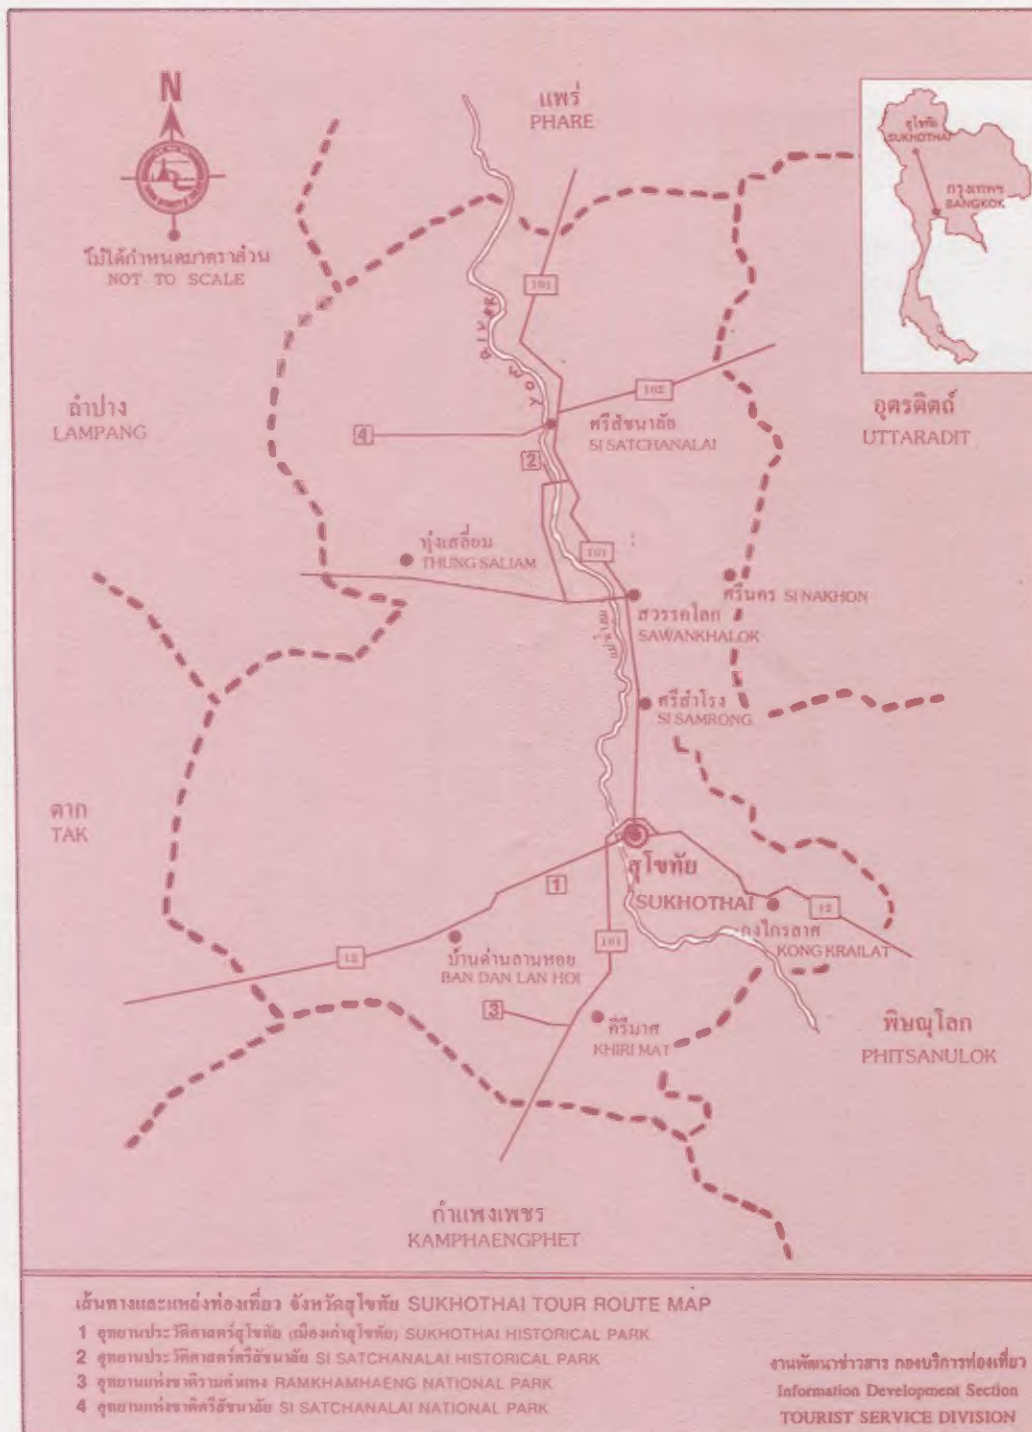 N
ไม่ได้กำหนดมาตราส่วน
NOT TO SCALE
แพร่
PHARE
สุโขทัย
SUKHOTHAI
กรุงเทพฯ
BANGKOK
101
102
ลำปาง
LAMPANG
อุตรดิตถ์
UTTARADIT
4
ศรีสัชนาลัย
SI SATCHANALAI
2
ทุ่งเสลี่ยม
THUNG SALIAM
101
ศรีนคร SI NAKHON
สวรรคโลก
SAWANKHALOK
ศรีสำโรง
SI SAMRONG
ตาก
TAK
สุโขทัย
SUKHOTHAI
1
12
กงไกรลาศ
KONG KRAILAT
12
101
บ้านด่านลานหอย
BAN DAN LAN HOI
3
คีรีมาศ
KHIRI MAT
พิษณุโลก
PHITSANULOK
กำแพงเพชร
KAMPHAENGPHET
เส้นทางและแหล่งท่องเที่ยว จังหวัดสุโขทัย SUKHOTHAI TOUR ROUTE MAP
1 อุทยานประวัติศาสตร์สุโขทัย (เมืองเก่าสุโขทัย) SUKHOTHAI HISTORICAL PARK
2 อุทยานประวัติศาสตร์ศรีสัชนาลัย SI SATCHANALAI HISTORICAL PARK
3 อุทยานแห่งชาติรามคำแหง RAMKHAMHAENG NATIONAL PARK
4 อุทยานแห่งชาติศรีสัชนาลัย SI SATCHANALAI NATIONAL PARK
งานพัฒนาข่าวสาร กองบริการท่องเที่ยว
Information Development Section
TOURIST SERVICE DIVISION